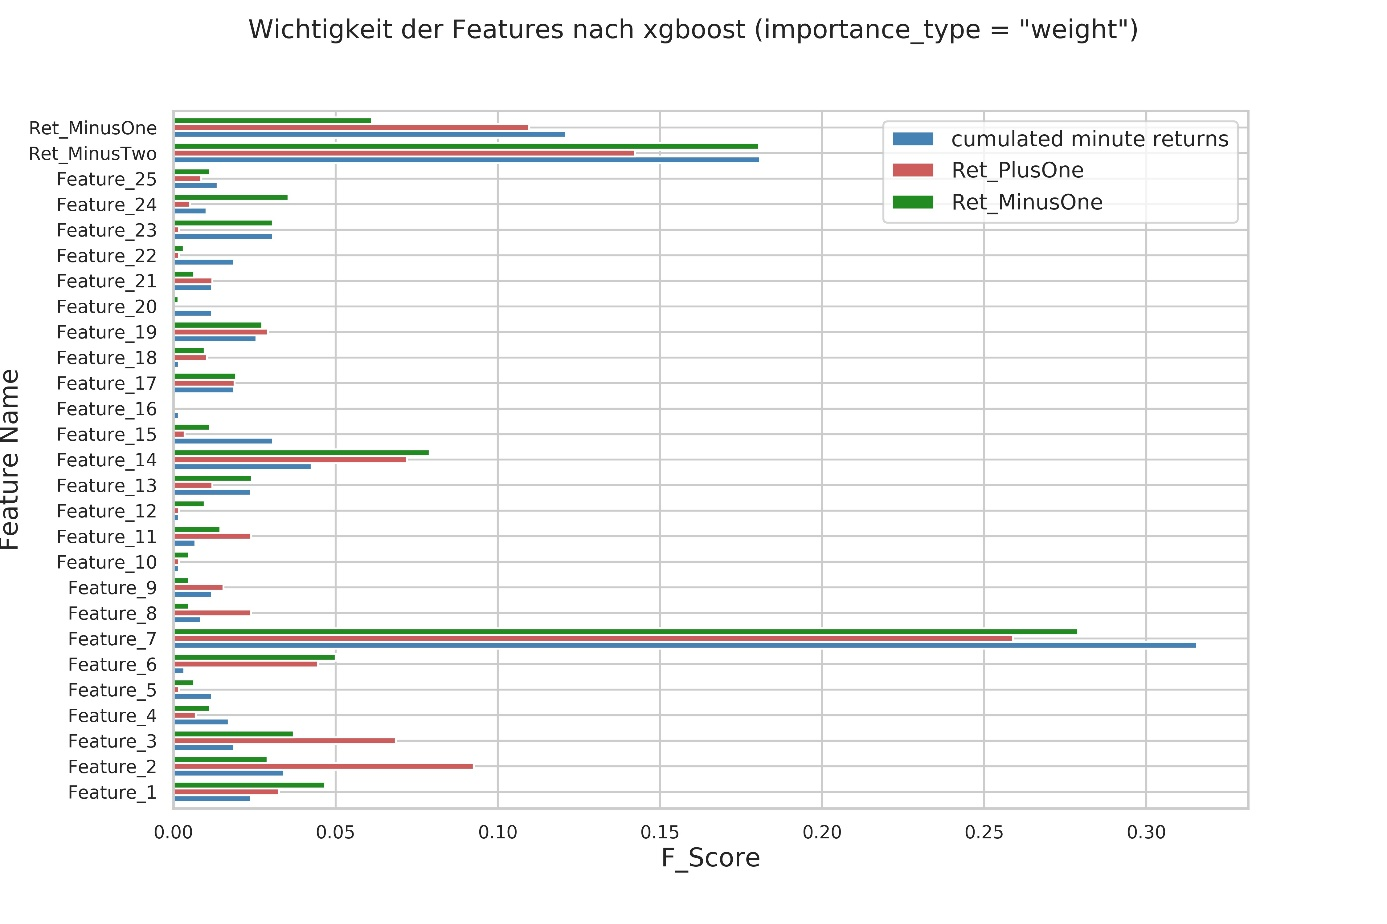 Wichtigkeit der Features nach xgboost (importance_type = "weight")
cumulated minute returns
Ret_PlusOne
Ret_MinusOne
Feature Name
Ret_MinusOne
Ret_MinusTwo
Feature_25
Feature_24
Feature_23
Feature_22
Feature_21
Feature_20
Feature_19
Feature_18
Feature_17
Feature_16
Feature_15
Feature_14
Feature_13
Feature_12
Feature_11
Feature_10
Feature_9
Feature_8
Feature_7
Feature_6
Feature_5
Feature_4
Feature_3
Feature_2
Feature_1
0.00 0.05 0.10 0.15 0.20 0.25 0.30
F_Score